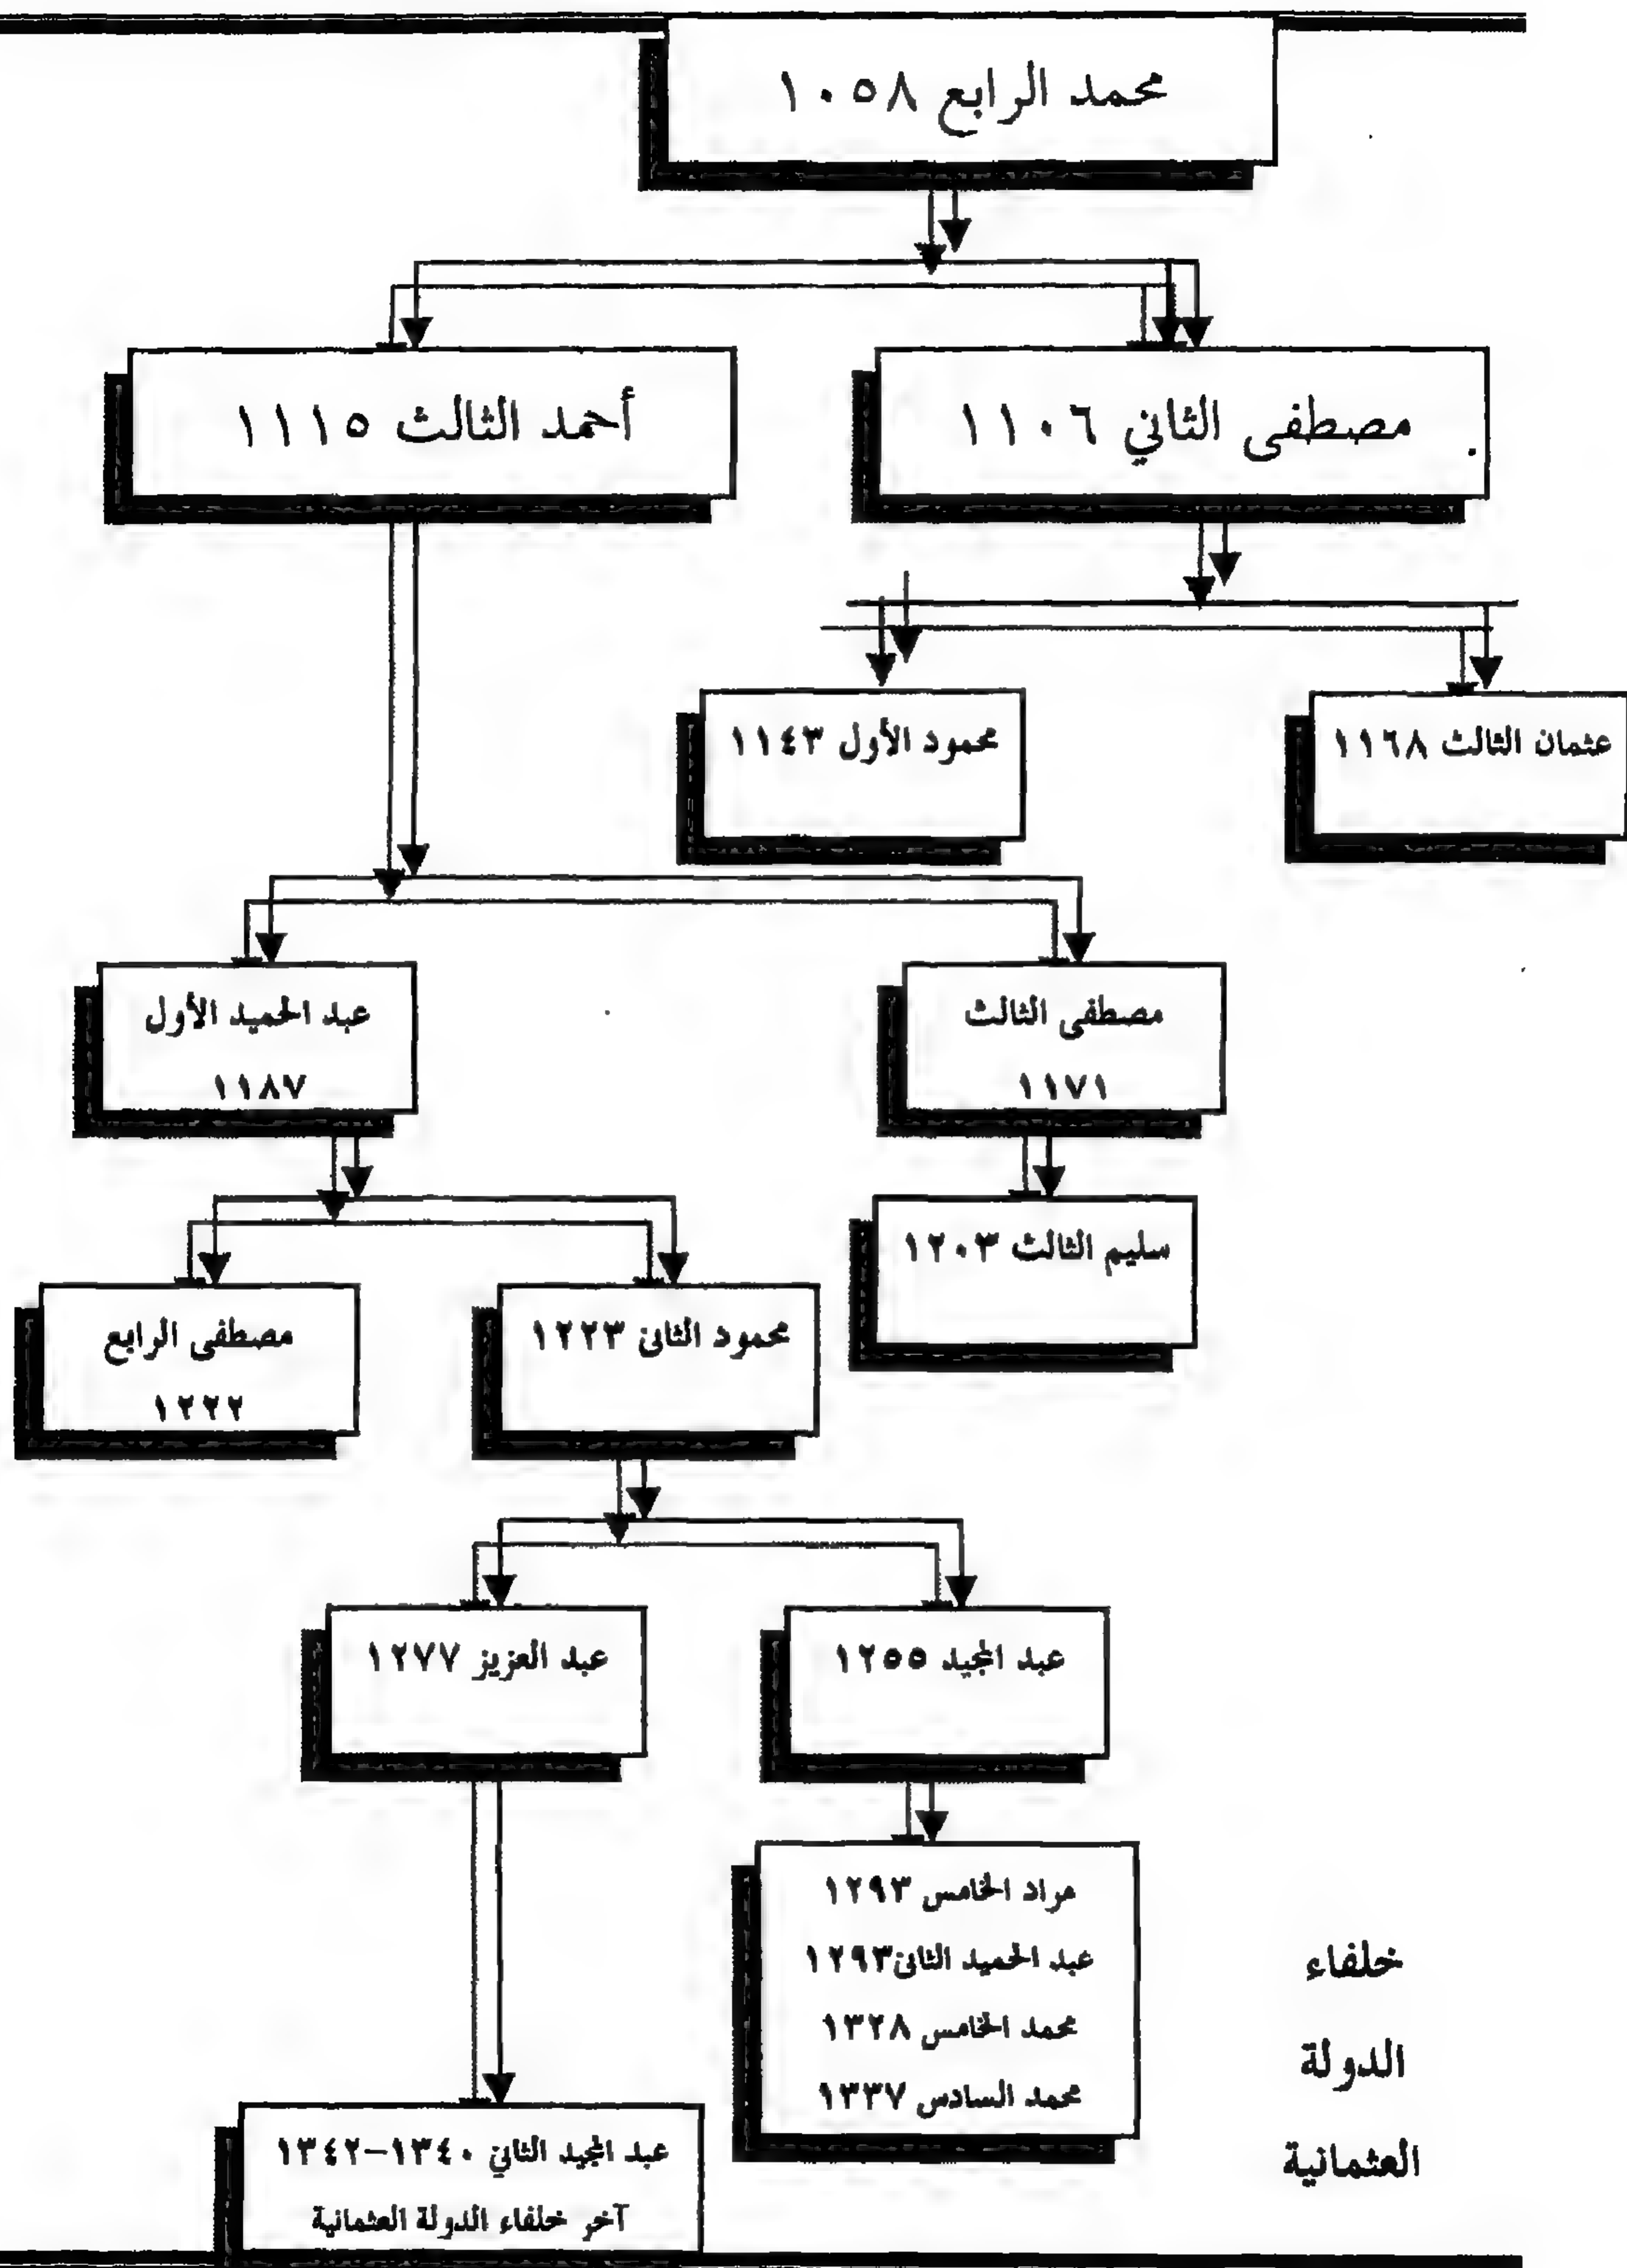 محمد الرابع ١٠٥٨
مصطفى الثاني ١١٠٦
أحمد الثالث ١١١٥
عثمان الثالث ١١٦٨
محمود الأول ١١٤٣
مصطفى الثالث
١١٧١
عبد الحميد الأول
١١٨٧
سليم الثالث ١٢٠٣
محمود الثانى ١٢٢٣
مصطفى الرابع
١٢٢٢
عبد المجيد ١٢٥٥
عبد العزيز ١٢٧٧
مراد الخامس ١٢٩٣
عبد الحميد الثانى١٢٩٣
محمد الخامس ١٣٢٨
محمد السادس ١٣٣٧
خلفاء
الدولة
العثمانية
عبد المجيد الثاني ١٣٤٠–١٣٤٢
آخر خلفاء الدولة العثمانية